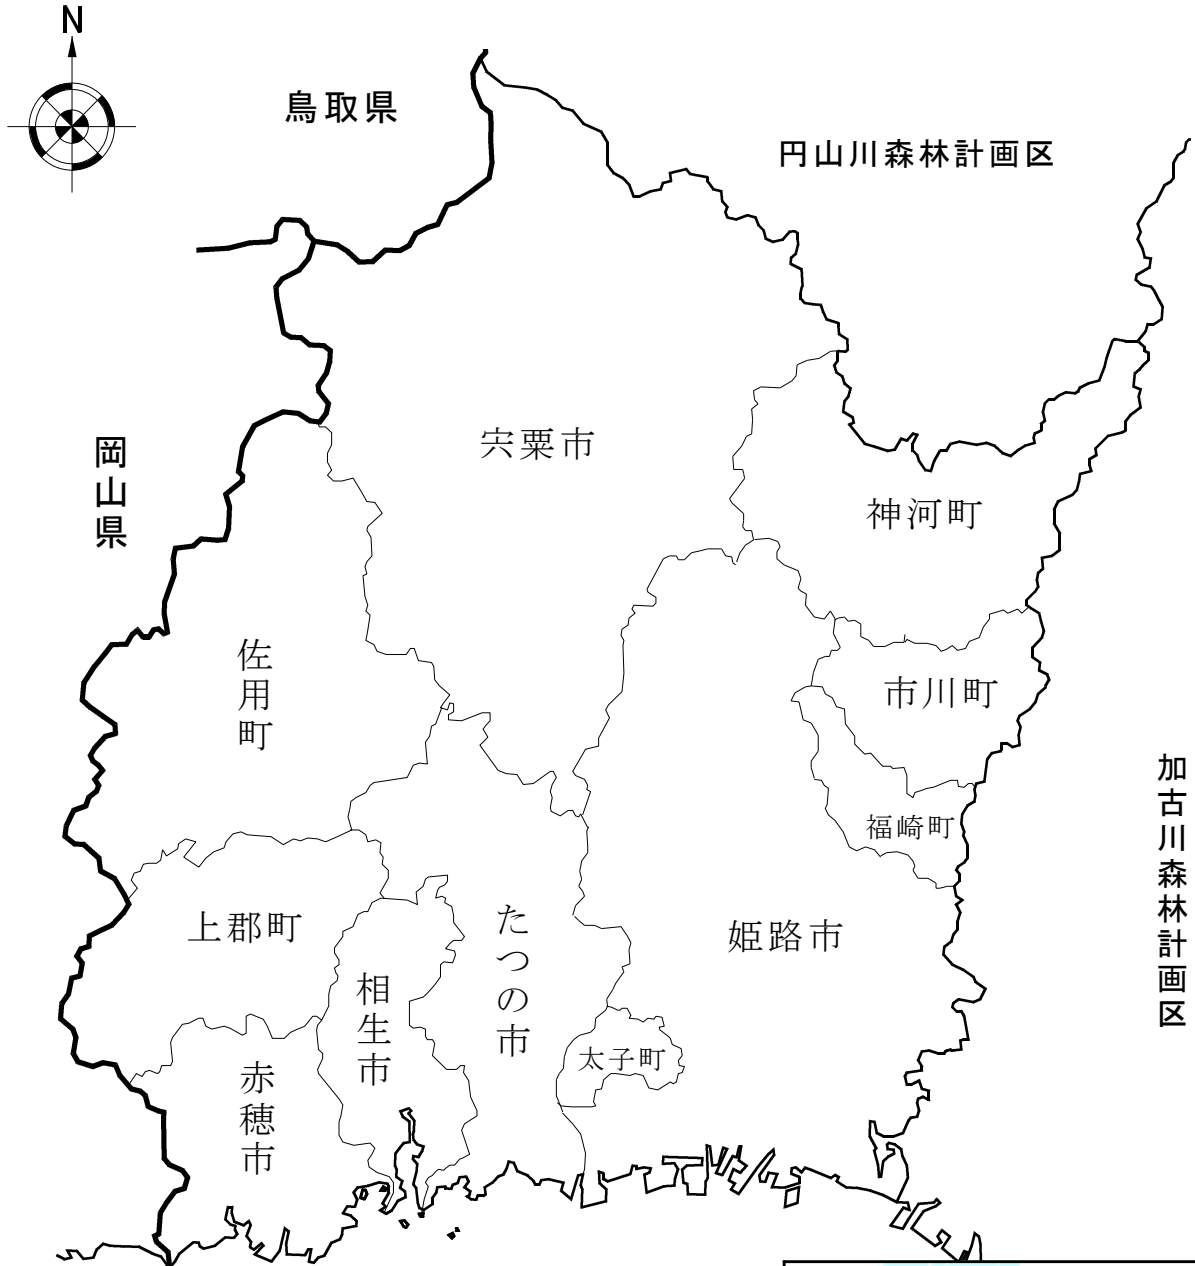 N
鳥取県
円山川森林計画区
岡山県
宍粟市
神河町
佐用町
市川町
加古川森林計画区
福崎町
上郡町
たつの市
姫路市
相生市
太子町
赤穂市